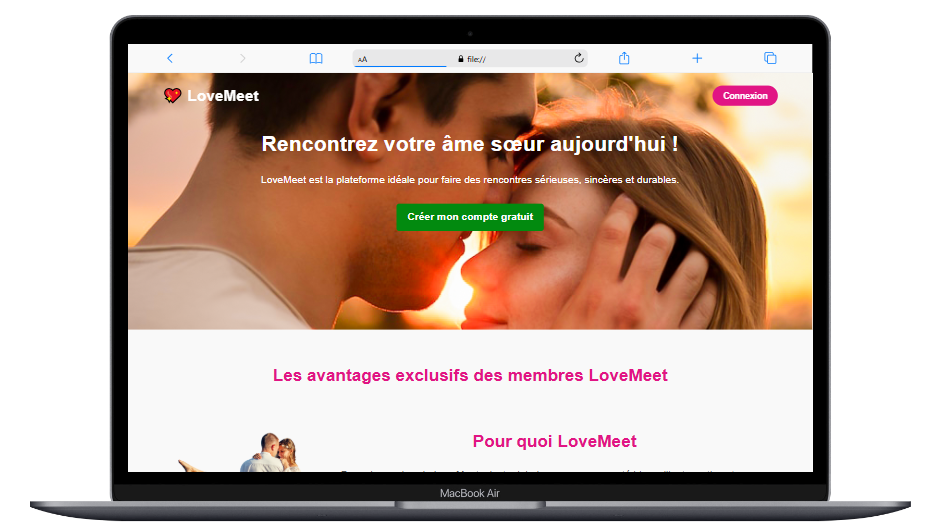 AA file://
LoveMeet
Connexion
Rencontrez votre âme sœur aujourd'hui !
LoveMeet est la plateforme idéale pour faire des rencontres sérieuses, sincères et durables.
Créer mon compte gratuit
Les avantages exclusifs des membres LoveMeet
Pour quoi LoveMeet
MacBook Air